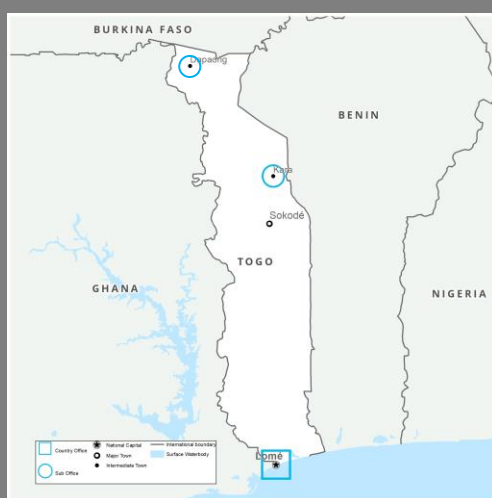 BURKINA FASO
Dapaong
BENIN
Kara
Sokodé
TOGO
GHANA
NIGERIA
Lomé
Country Office
Sub Office
National Capital
Major Town
Intermediate Town
International boundary
Surface Waterbody